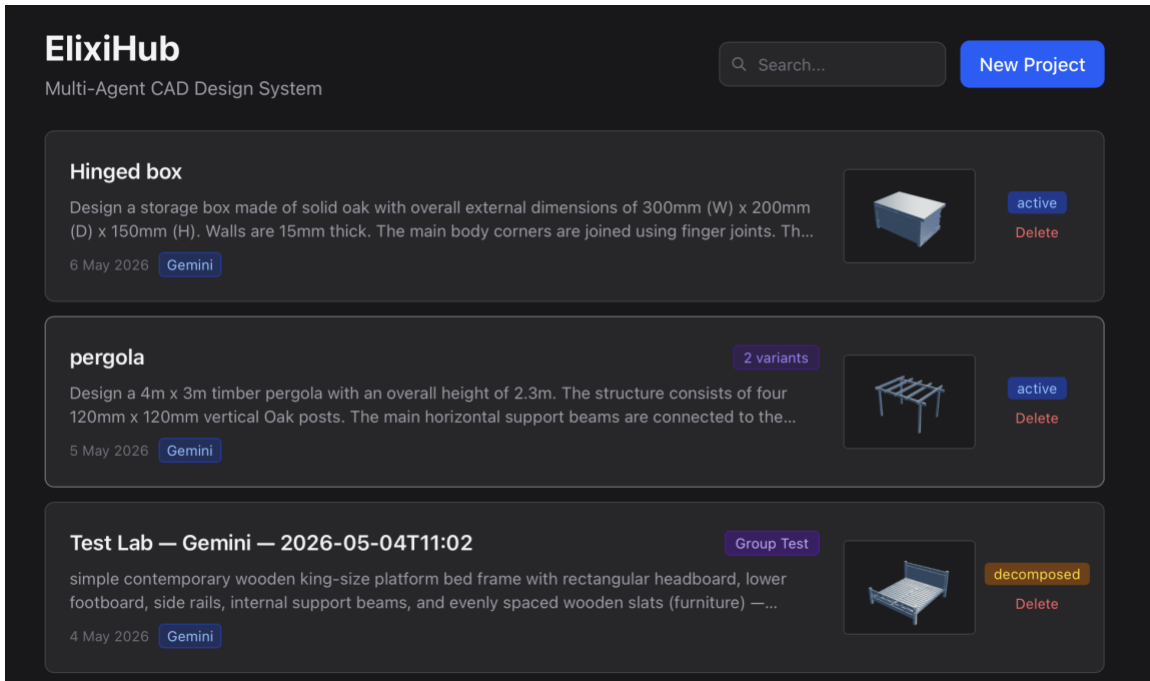 ElixiHub
Multi-Agent CAD Design System
Search...
New Project
Hinged box
Design a storage box made of solid oak with overall external dimensions of 300mm (W) x 200mm
(D) x 150mm (H). Walls are 15mm thick. The main body corners are joined using finger joints. Th...
6 May 2026 Gemini
active
Delete
pergola
2 variants
Design a 4m x 3m timber pergola with an overall height of 2.3m. The structure consists of four
120mm x 120mm vertical Oak posts. The main horizontal support beams are connected to the...
5 May 2026 Gemini
active
Delete
Test Lab — Gemini — 2026-05-04T11:02
Group Test
simple contemporary wooden king-size platform bed frame with rectangular headboard, lower
footboard, side rails, internal support beams, and evenly spaced wooden slats (furniture) —...
4 May 2026 Gemini
decomposed
Delete